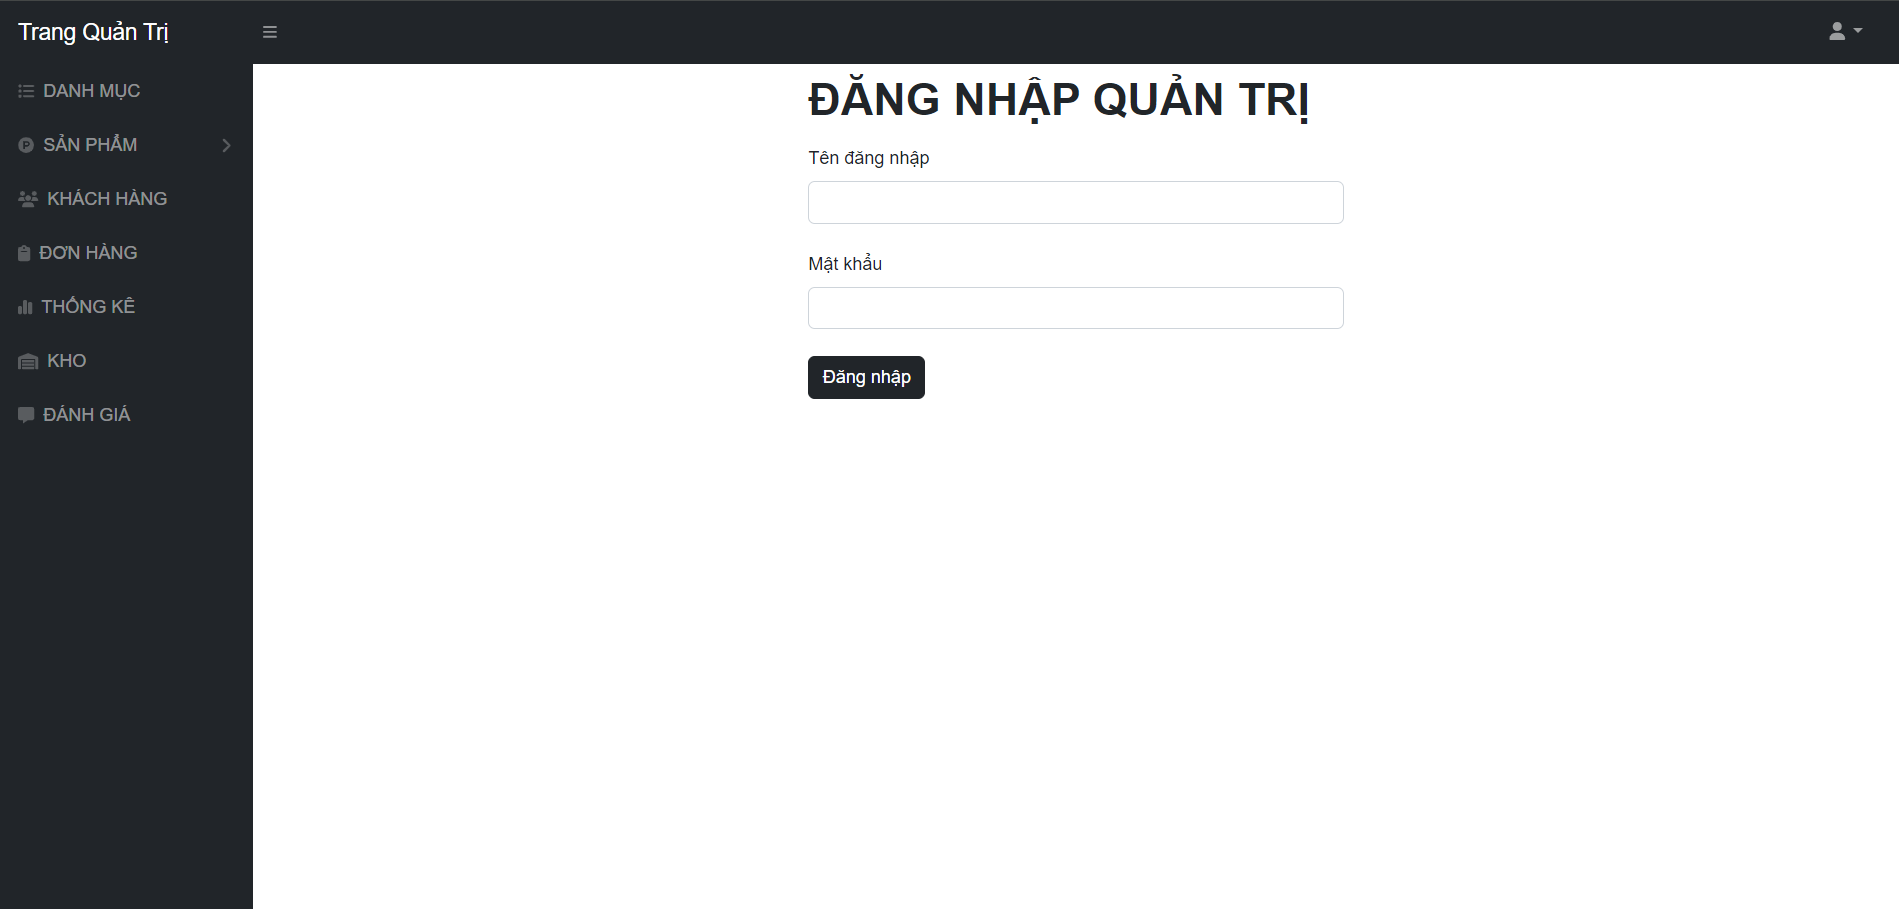 Trang Quản Trị
DANH MỤC
SẢN PHẨM
KHÁCH HÀNG
ĐƠN HÀNG
THỐNG KÊ
KHO
ĐÁNH GIÁ
ĐĂNG NHẬP QUẢN TRỊ
Tên đăng nhập
Mật khẩu
Đăng nhập